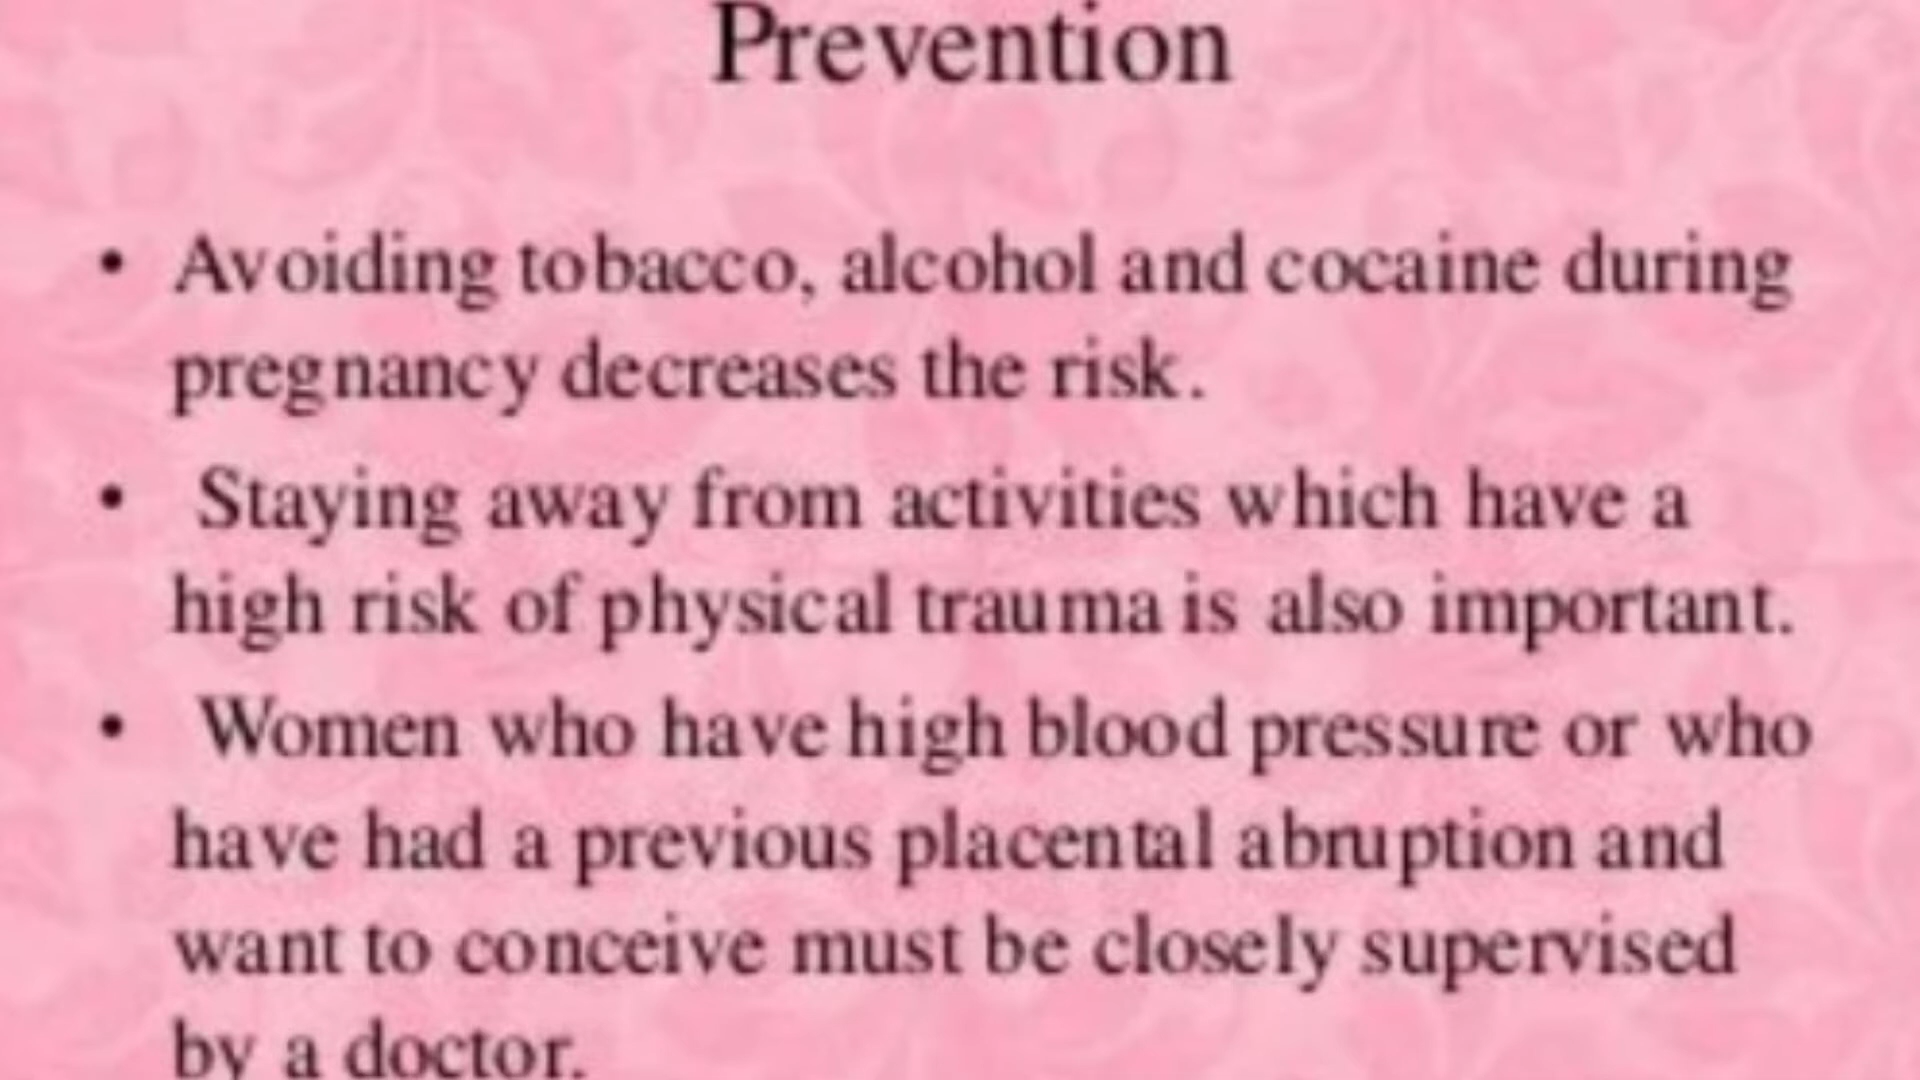 Prevention
• Avoiding tobacco, alcohol and cocaine during
pregnancy decreases the risk.
• Staying away from activities which have a
high risk of physical trauma is also important.
• Women who have high blood pressure or who
have had a previous placental abruption and
want to conceive must be closely supervised
by a doctor.